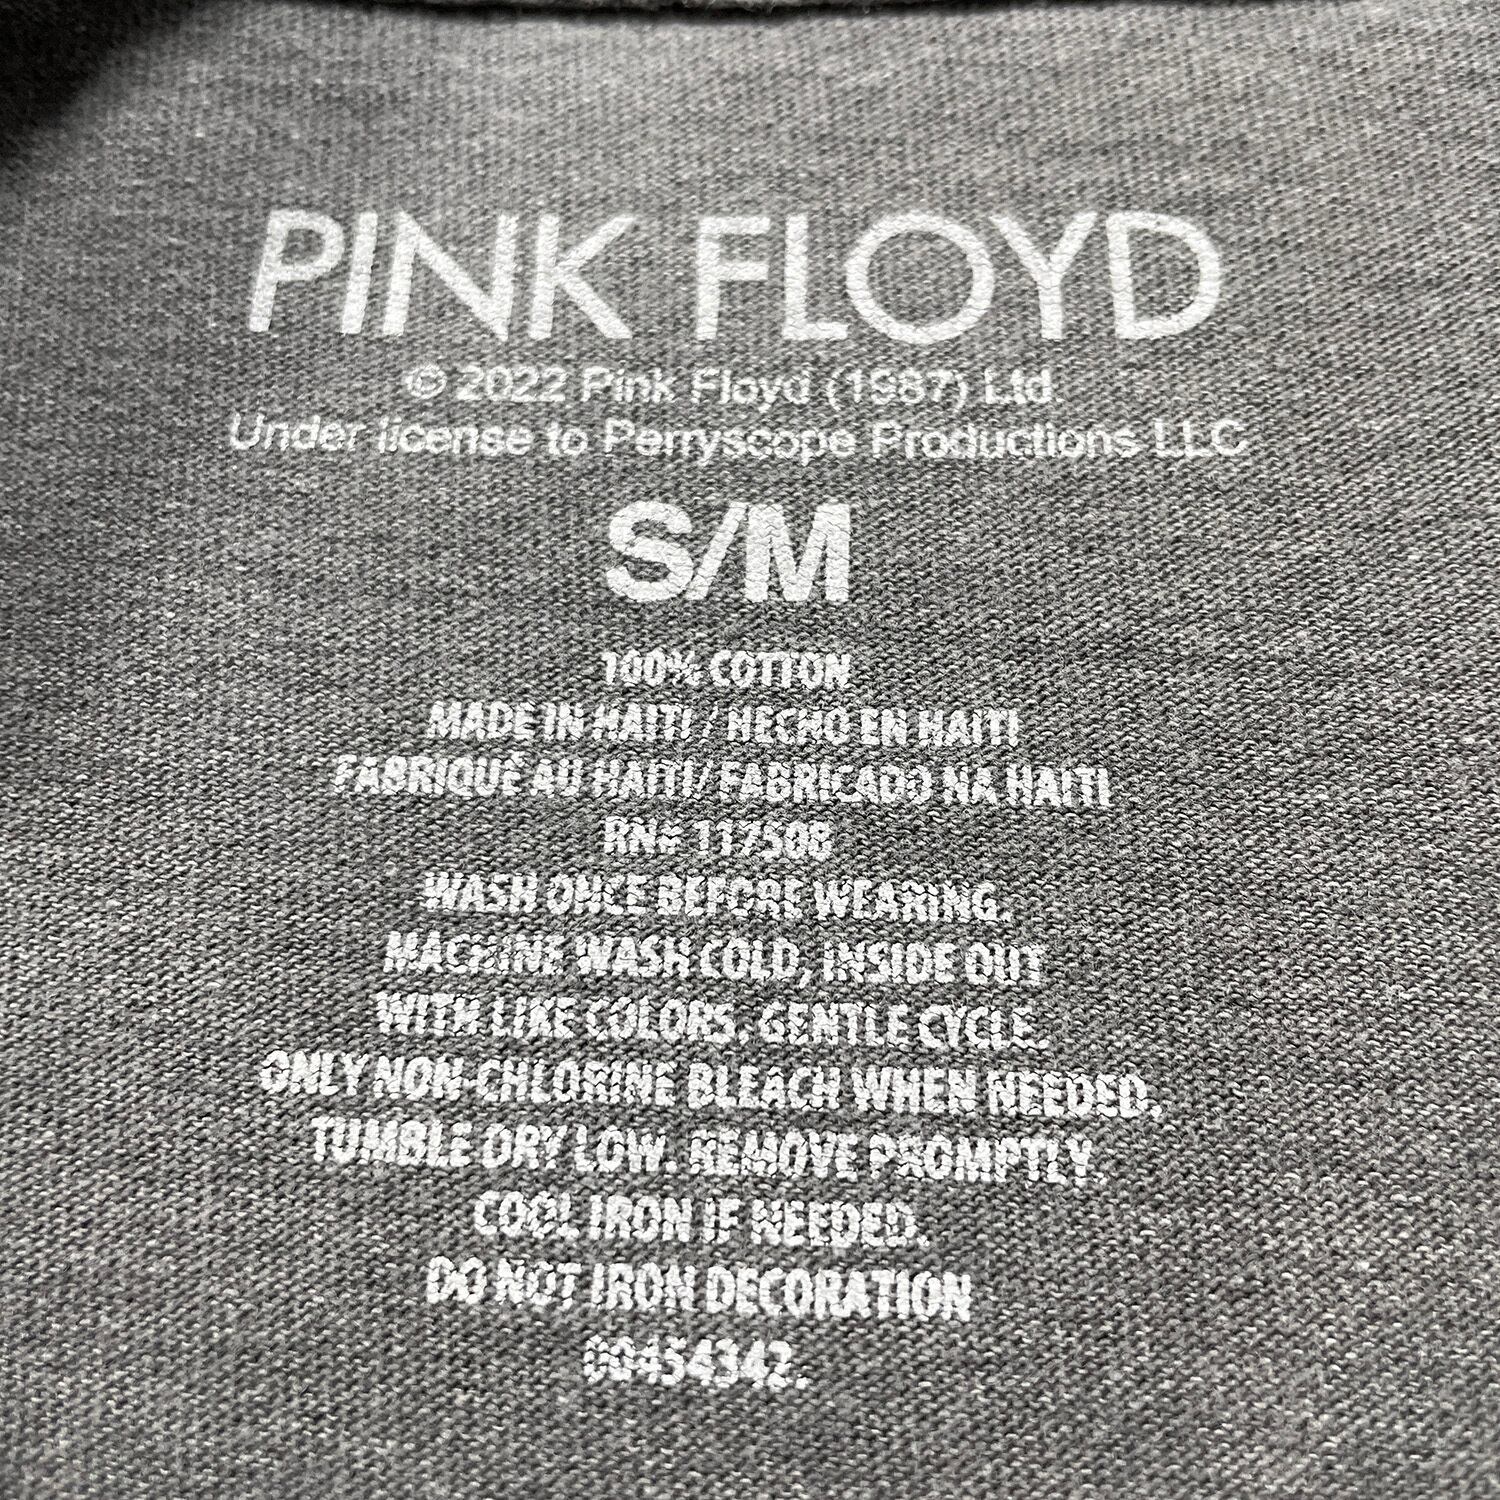 PINK FLOYD
© 2022 Pink Floyd (1987) Ltd.
Under license to Perryscope Productions LLC
S/M
100% COTTON
MADE IN HAITI / HECHO EN HAITI
FABRIQUÉ AU HAITI/ FABRICADO NA HAITI
RN# 117508
WASH ONCE BEFORE WEARING.
MACHINE WASH COLD, INSIDE OUT
WITH LIKE COLORS, GENTLE CYCLE.
ONLY NON-CHLORINE BLEACH WHEN NEEDED.
TUMBLE DRY LOW. REMOVE PROMPTLY.
COOL IRON IF NEEDED.
DO NOT IRON DECORATION
00454342.